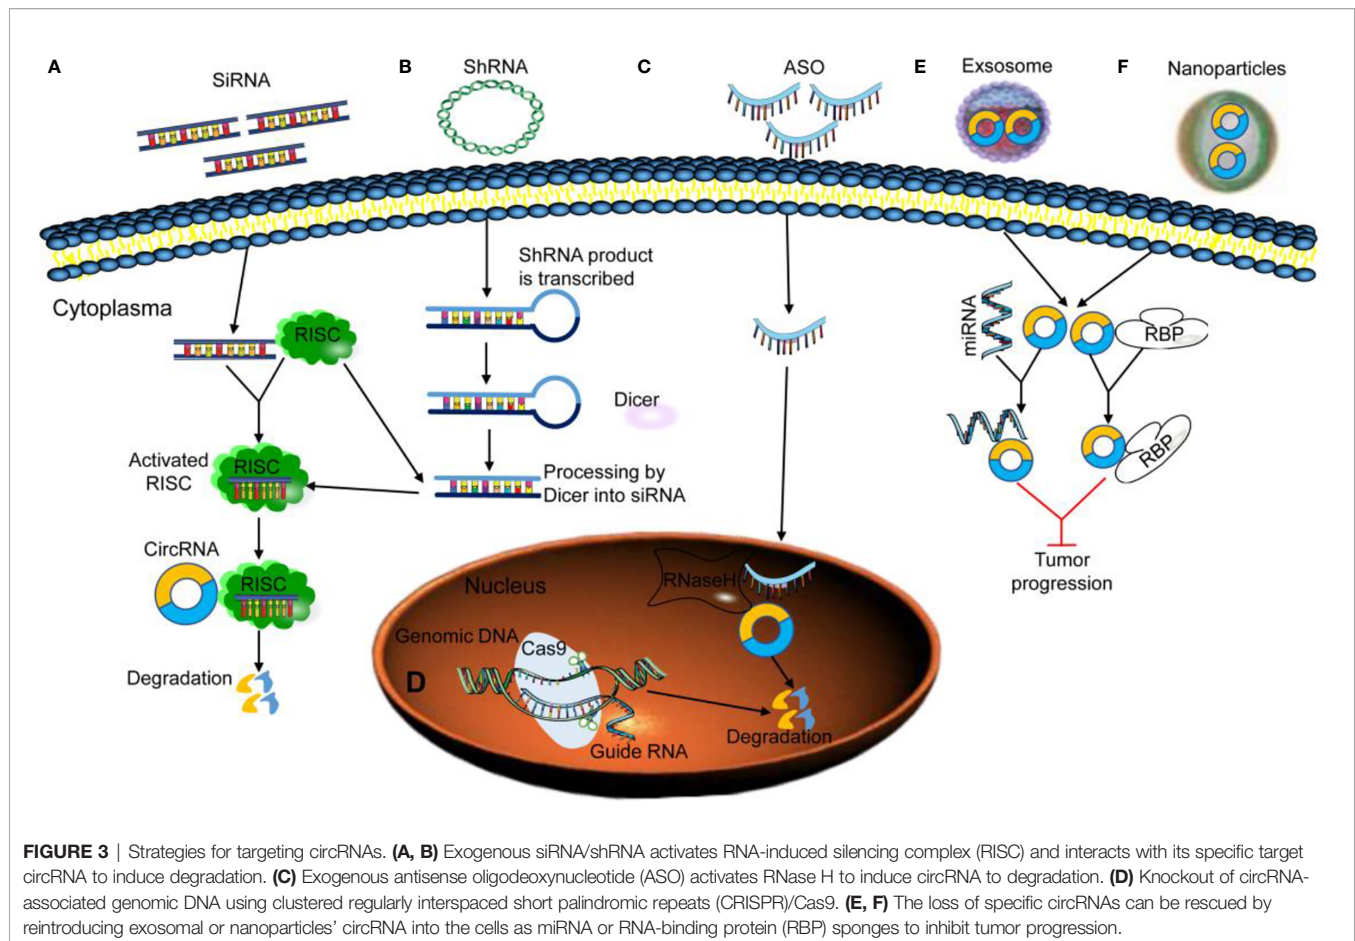 A
SiRNA
B
ShRNA
C
ASO
E
Exsosome
F
Nanoparticles
Cytoplasma
RISC
ShRNA product
is transcribed
Dicer
Activated
RISC
RISC
Processing by
Dicer into siRNA
CircRNA
RISC
Degradation
miRNA
RBP
RBP
Tumor
progression
Nucleus
RNaseH
Genomic DNA
Cas9
D
Guide RNA
Degradation
FIGURE 3 | Strategies for targeting circRNAs. (A, B) Exogenous siRNA/shRNA activates RNA-induced silencing complex (RISC) and interacts with its specific target
circRNA to induce degradation. (C) Exogenous antisense oligodeoxynucleotide (ASO) activates RNase H to induce circRNA to degradation. (D) Knockout of circRNA-
associated genomic DNA using clustered regularly interspaced short palindromic repeats (CRISPR)/Cas9. (E, F) The loss of specific circRNAs can be rescued by
reintroducing exosomal or nanoparticles’ circRNA into the cells as miRNA or RNA-binding protein (RBP) sponges to inhibit tumor progression.